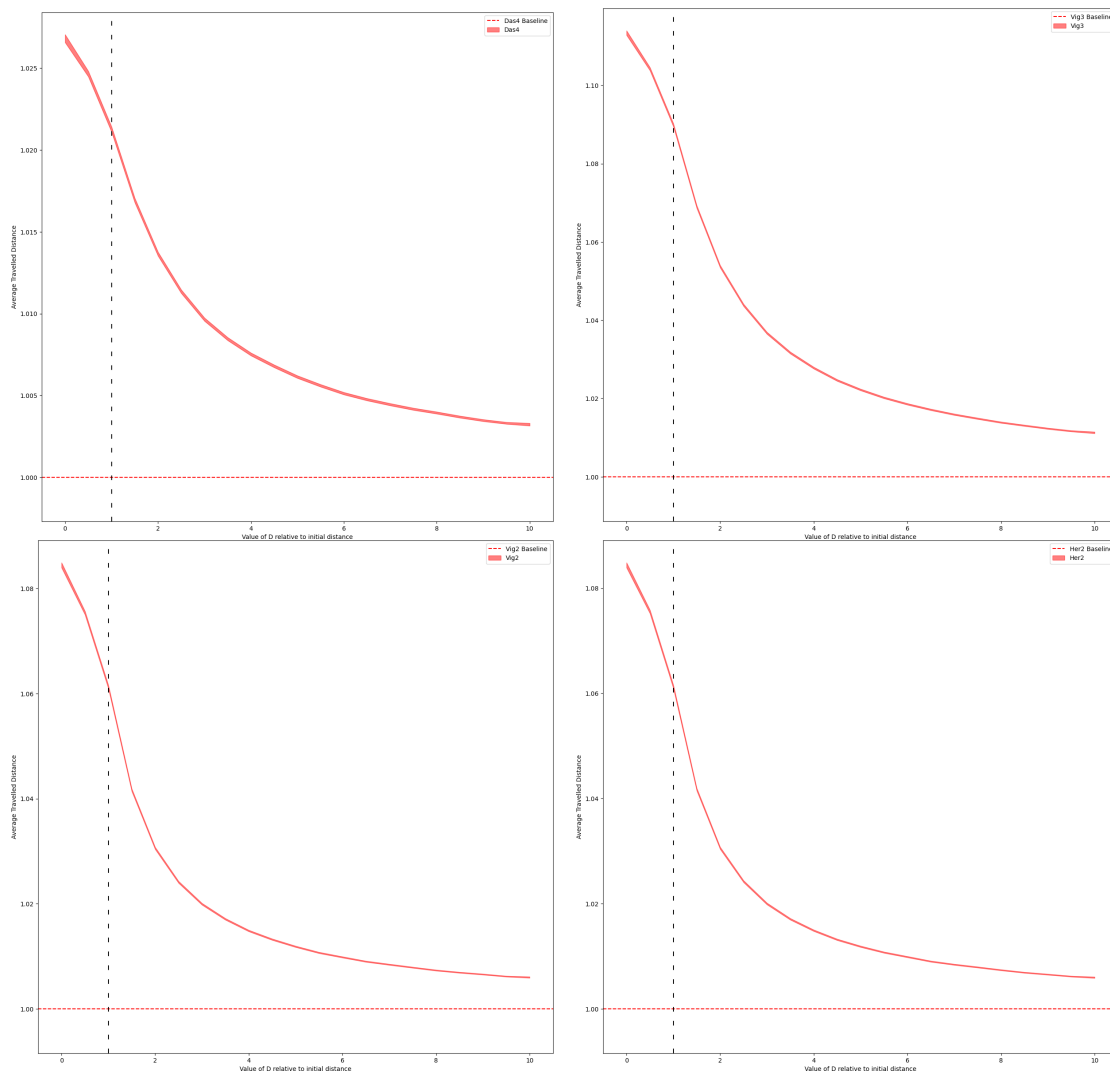 Das4 Baseline
Das4
1.025
1.020
1.015
1.010
1.005
1.000
Average Travelled Distance
0 2 4 6 8 10
Value of D relative to initial distance
Vig3 Baseline
Vig3
1.10
1.08
1.06
1.04
1.02
1.00
Average Travelled Distance
0 2 4 6 8 10
Value of D relative to initial distance
Vig2 Baseline
Vig2
1.08
1.06
1.04
1.02
1.00
Average Travelled Distance
0 2 4 6 8 10
Value of D relative to initial distance
Her2 Baseline
Her2
1.08
1.06
1.04
1.02
1.00
Average Travelled Distance
0 2 4 6 8 10
Value of D relative to initial distance